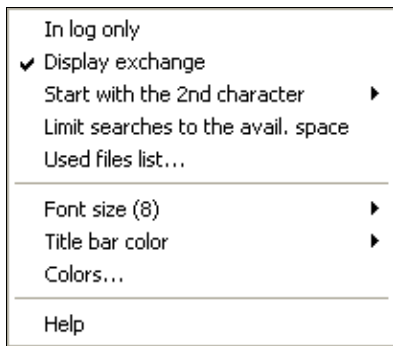 In log only
Display exchange
Start with the 2nd character
Limit searches to the avail. space
Used files list...
Font size (8)
Title bar color
Colors...
Help